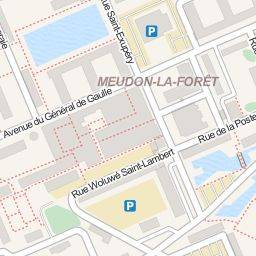 Rue Saint-Exupéry
P
MEUDON-LA-FORÊT
Avenue du Général de Gaulle
Rue de la Poste
Rue Woluwé Saint-Lambert
P